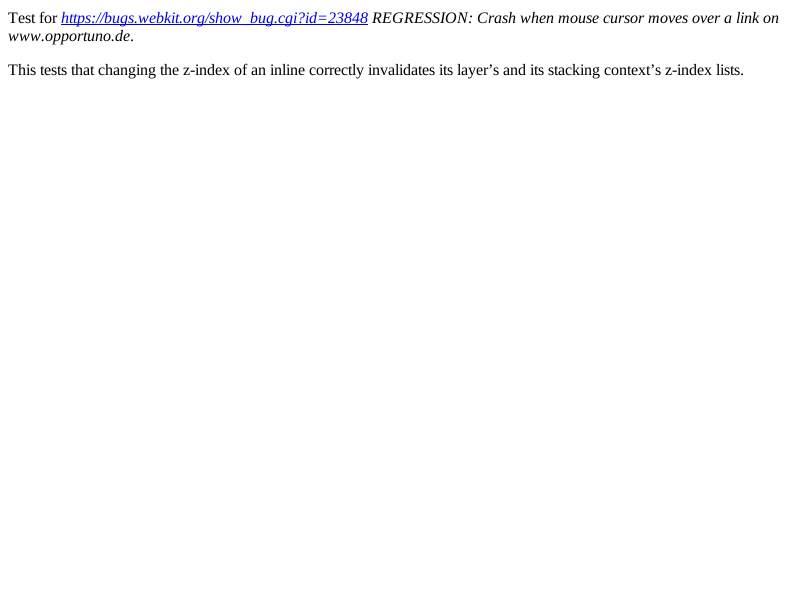 Test for https://bugs.webkit.org/show_bug.cgi?id=23848 REGRESSION: Crash when mouse cursor moves over a link on
www.opportuno.de.
This tests that changing the z-index of an inline correctly invalidates its layer’s and its stacking context’s z-index lists.